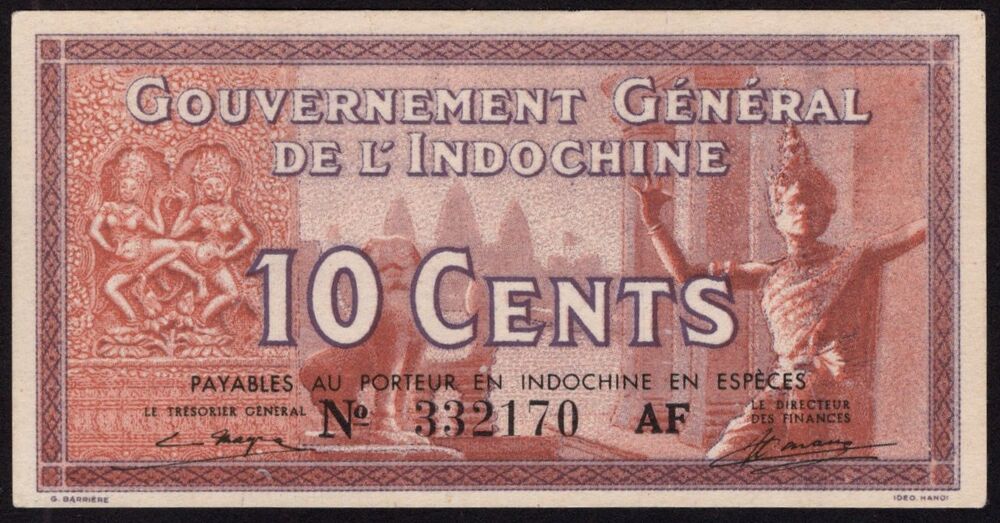 GOUVERNEMENT GÉNÉRAL
DE L'INDOCHINE
10 CENTS
PAYABLES AU PORTEUR EN INDOCHINE EN ESPÈCES
LE TRÉSORIER GÉNÉRAL
No 332170 AF
LE DIRECTEUR
DES FINANCES
G. BARRIÈRE
IDEO. HANOI